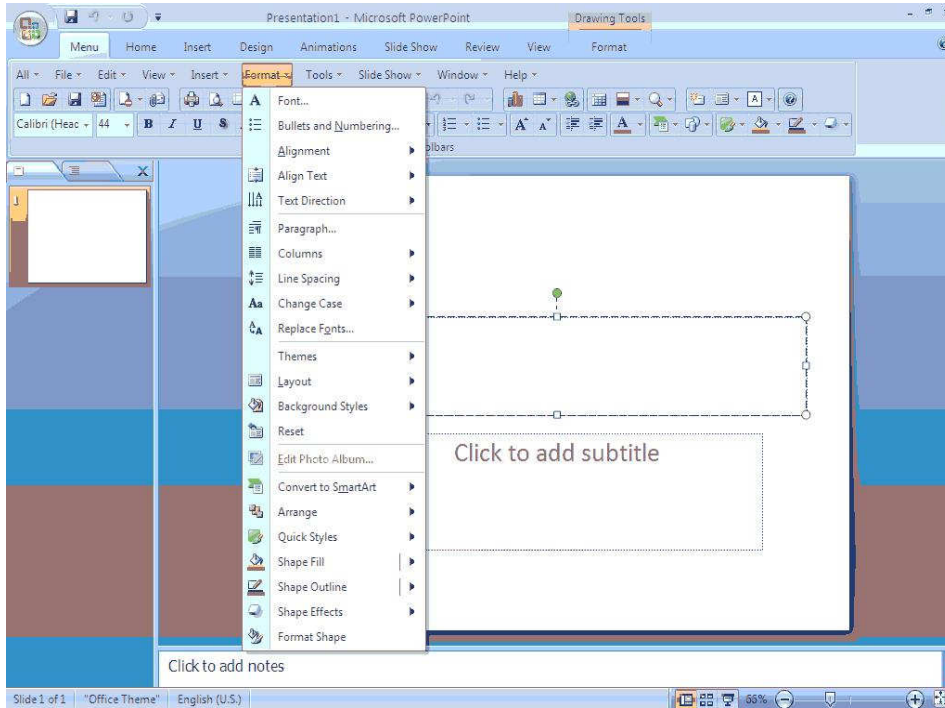 Presentation1 - Microsoft PowerPoint Drawing Tools
Menu Home Insert Design Animations Slide Show Review View Format
All File Edit View Insert Format Tools Slide Show Window Help
Calibri (Heac 44 B I U S A A A
lbars
Font...
Bullets and Numbering...
Alignment
Align Text
Text Direction
Paragraph...
Columns
Line Spacing
Change Case
Replace Fonts...
Themes
Layout
Background Styles
Reset
Edit Photo Album...
Convert to SmartArt
Arrange
Quick Styles
Shape Fill
Shape Outline
Shape Effects
Format Shape
1
Click to add subtitle
Click to add notes
Slide 1 of 1 "Office Theme" English (U.S.) 66%